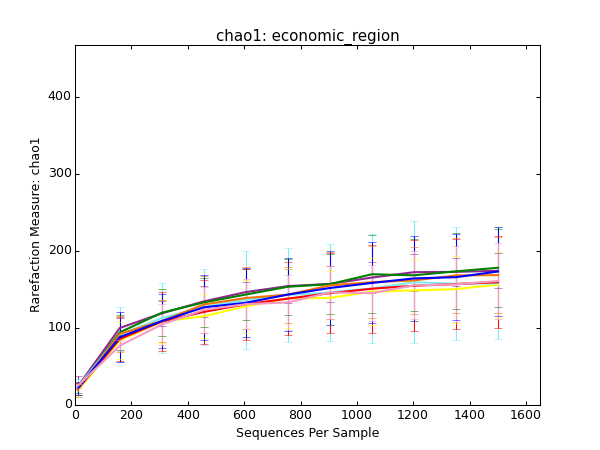 chao1: economic_region
Rarefaction Measure: chao1
400
300
200
100
0
0 200 400 600 800 1000 1200 1400 1600
Sequences Per Sample